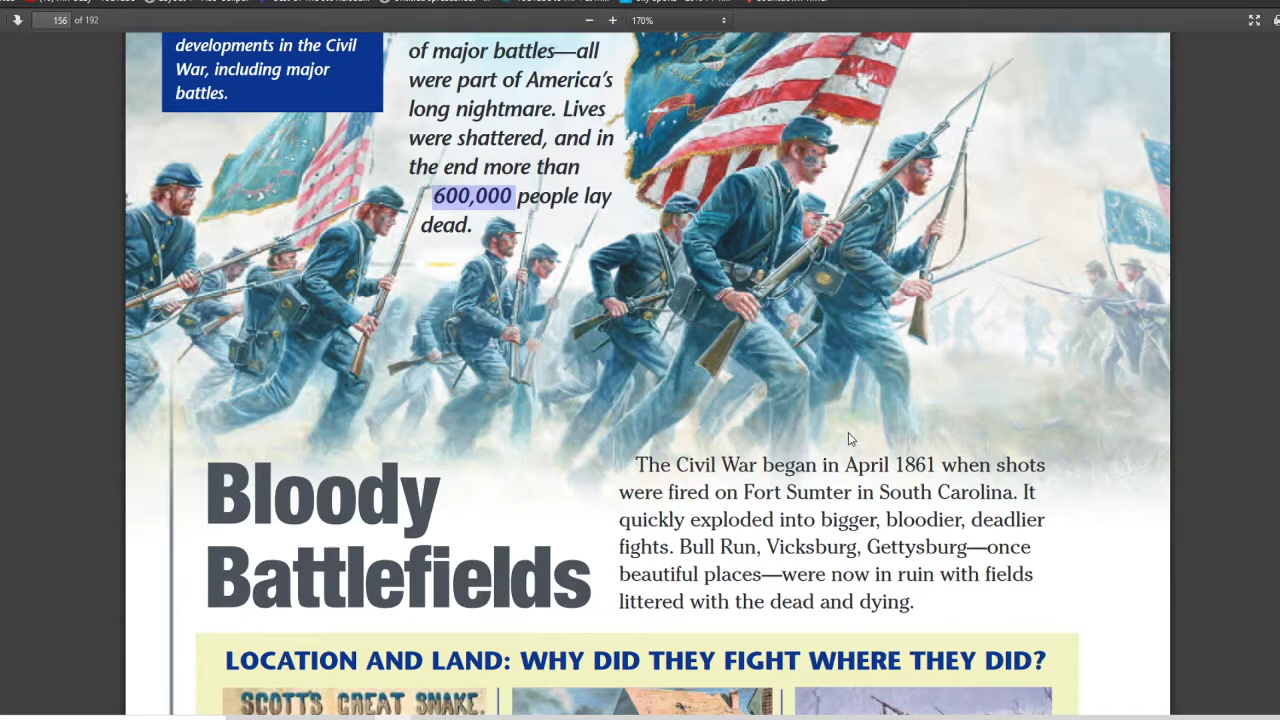 156 of 192
170%
developments in the Civil
War, including major
battles.
of major battles—all
were part of America's
long nightmare. Lives
were shattered, and in
the end more than
600,000 people lay
dead.
Bloody
Battlefields
The Civil War began in April 1861 when shots
were fired on Fort Sumter in South Carolina. It
quickly exploded into bigger, bloodier, deadlier
fights. Bull Run, Vicksburg, Gettysburg—once
beautiful places—were now in ruin with fields
littered with the dead and dying.
LOCATION AND LAND: WHY DID THEY FIGHT WHERE THEY DID?
SCOTT'S GREAT SNAKE.